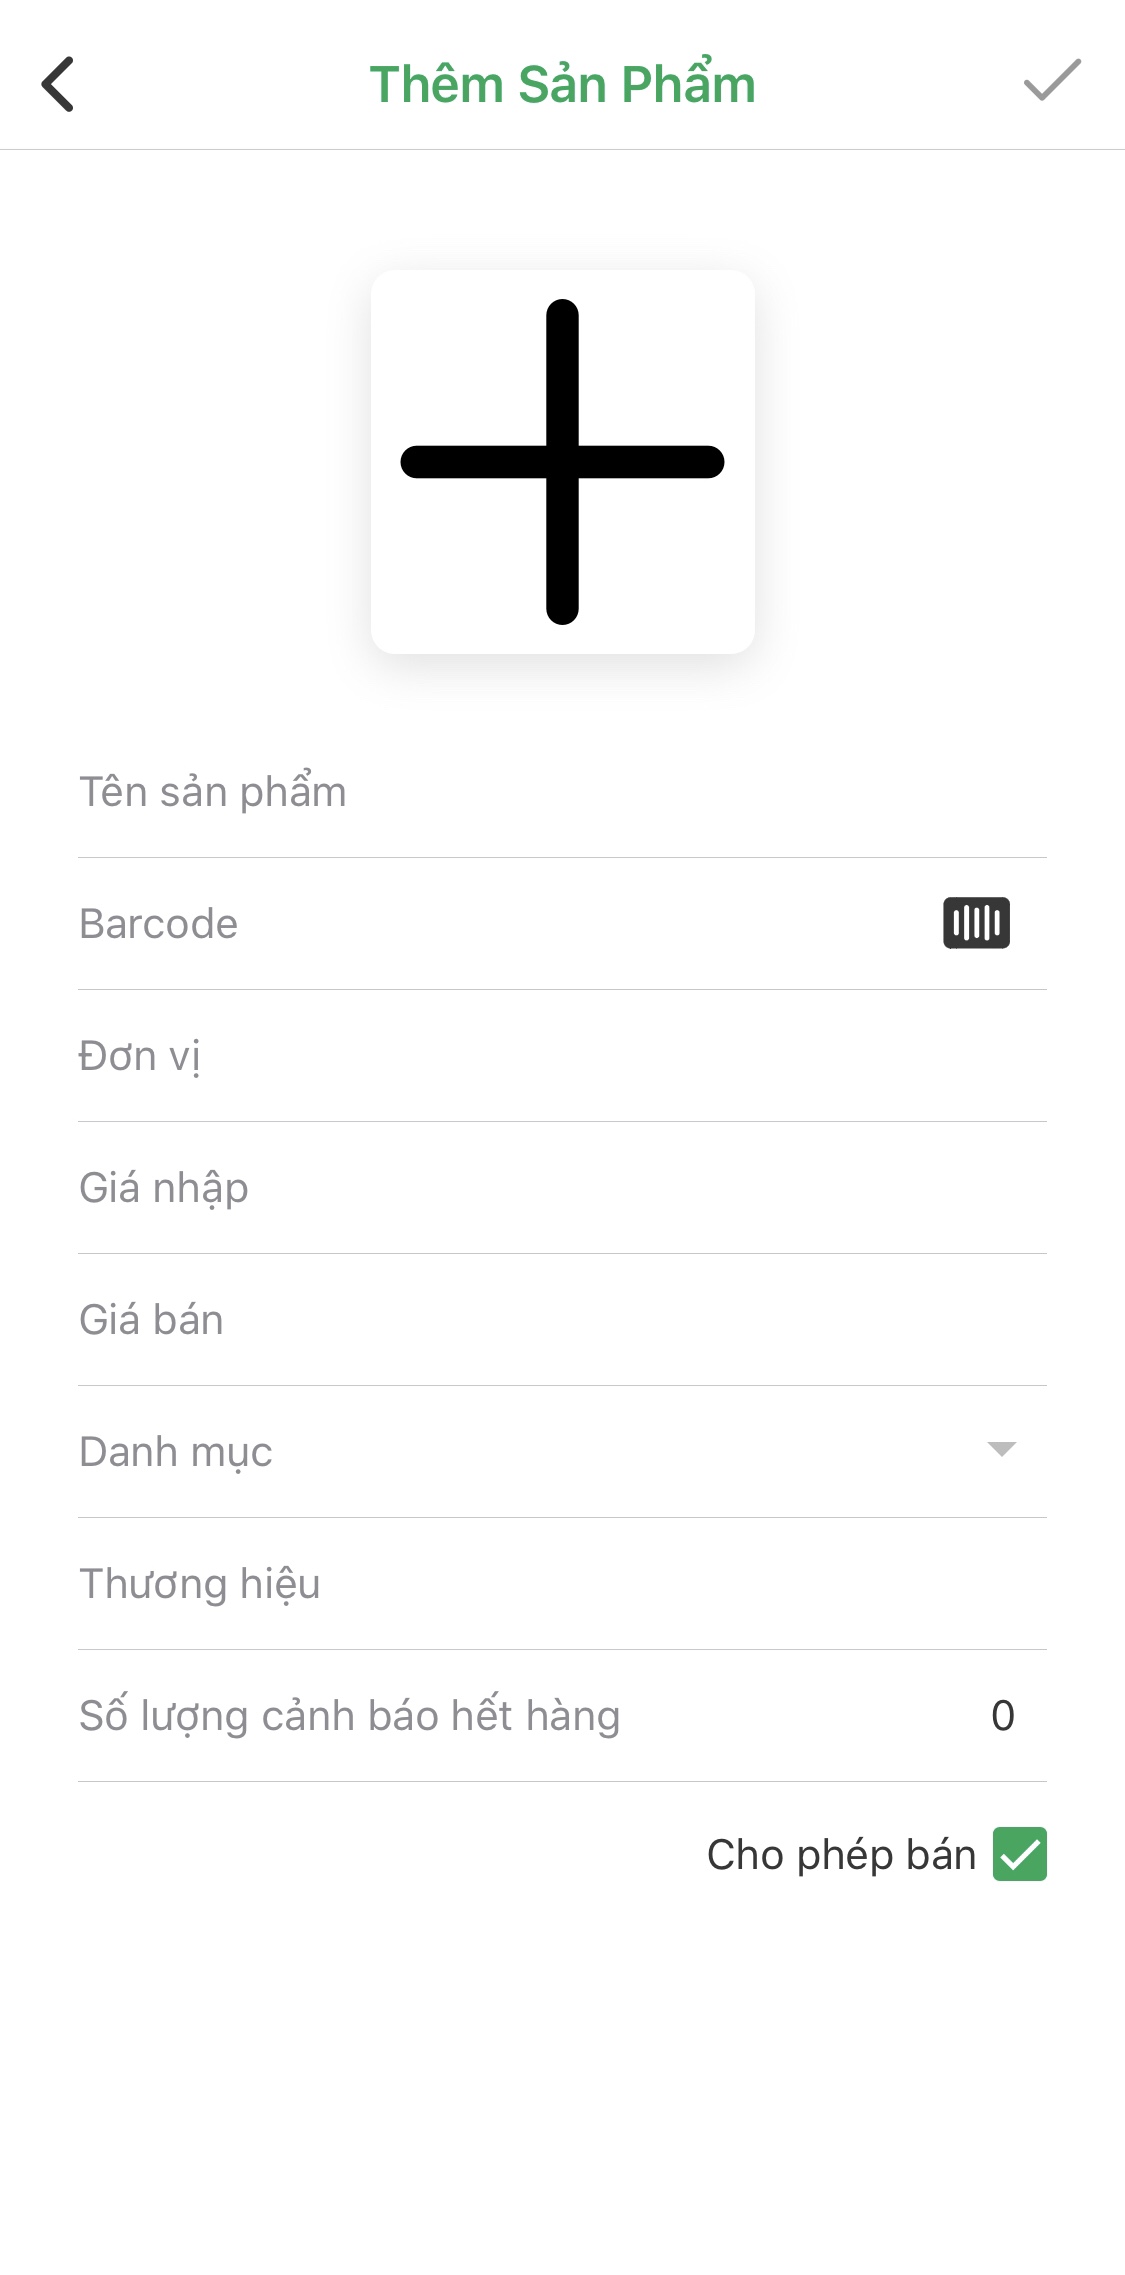 Thêm Sản Phẩm
Tên sản phẩm
Barcode
Đơn vị
Giá nhập
Giá bán
Danh mục
Thương hiệu
Số lượng cảnh báo hết hàng 0
Cho phép bán